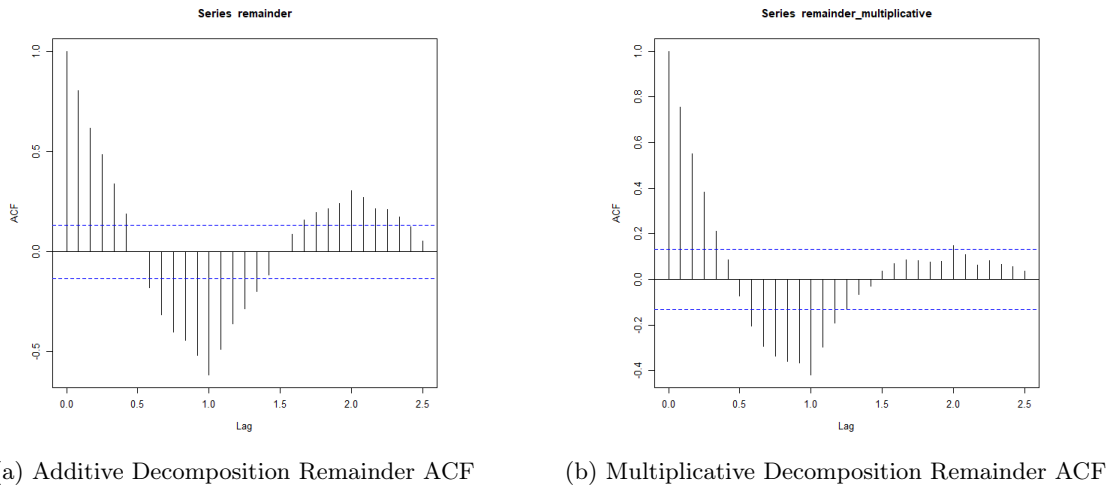 Series remainder
1.0
0.5
0.0
-0.5
ACF
0.0 0.5 1.0 1.5 2.0 2.5
Lag
a) Additive Decomposition Remainder ACF
Series remainder_multiplicative
1.0
0.8
0.6
0.4
0.2
0.0
-0.2
-0.4
ACF
0.0 0.5 1.0 1.5 2.0 2.5
Lag
(b) Multiplicative Decomposition Remainder ACF